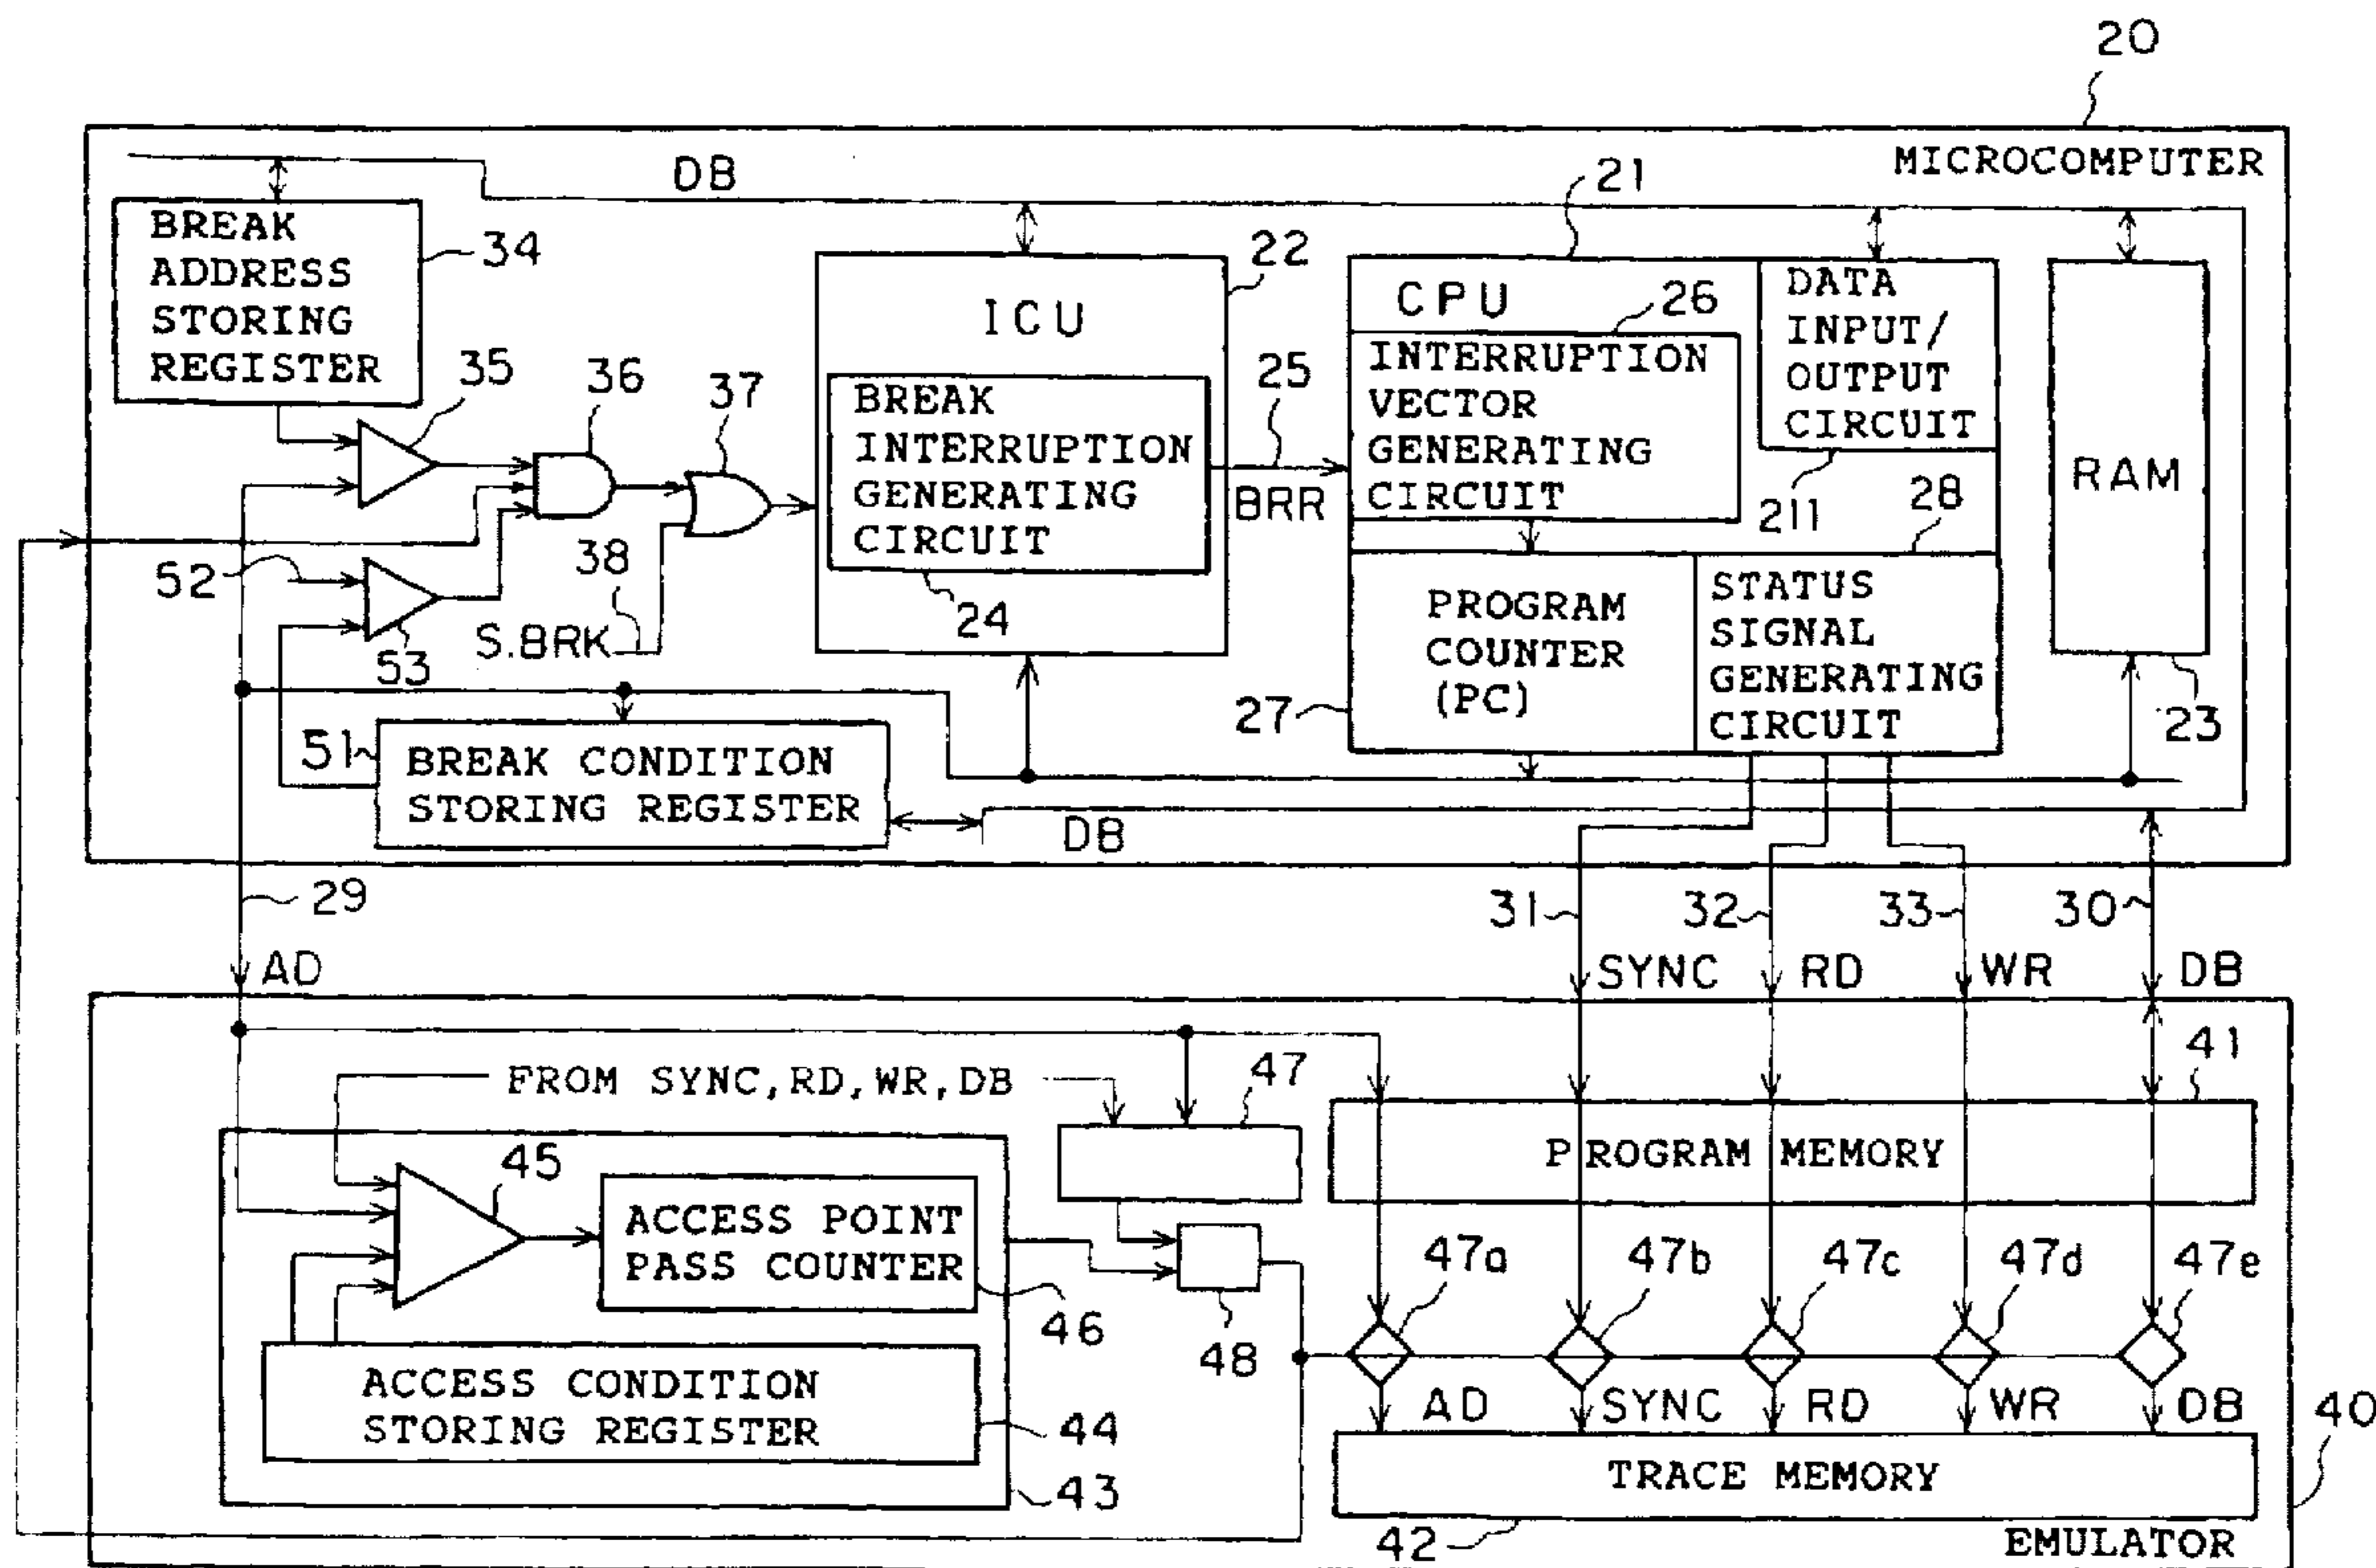 20
MICROCOMPUTER
DB
21
BREAK
ADDRESS
STORING
REGISTER
34
22
ICU
CPU
26
DATA
INPUT/
OUTPUT
CIRCUIT
INTERRUPTION
VECTOR
GENERATING
CIRCUIT
35
36
37
25
BREAK
INTERRUPTION
GENERATING
CIRCUIT
BRR
211
28
RAM
52
38
24
53
S.BRK
PROGRAM
COUNTER
(PC)
STATUS
SIGNAL
GENERATING
CIRCUIT
27
23
51
BREAK CONDITION
STORING REGISTER
DB
29
31
32
33
30
AD
SYNC
RD
WR
DB
FROM SYNC,RD,WR,DB
47
41
PROGRAM MEMORY
45
ACCESS POINT
PASS COUNTER
46
48
47a
47b
47c
47d
47e
ACCESS CONDITION
STORING REGISTER
44
AD
SYNC
RD
WR
DB
40
43
TRACE MEMORY
42
EMULATOR